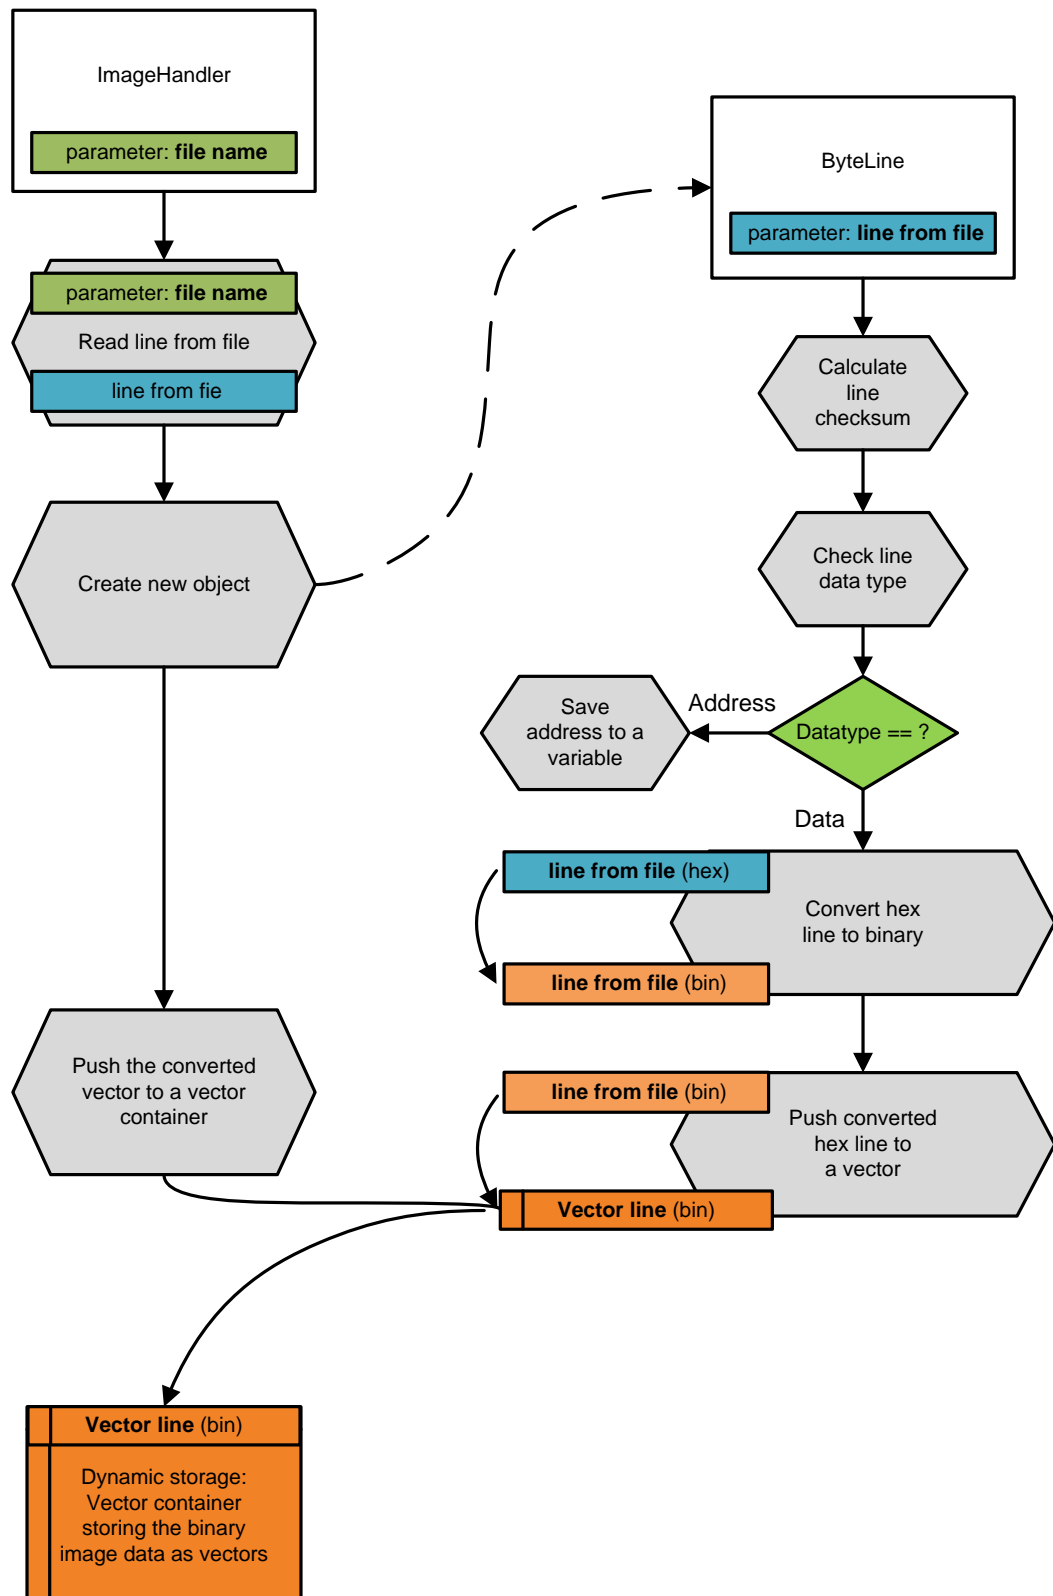 ImageHandler
parameter: file name
parameter: file name
Read line from file
line from fie
Create new object
Push the converted
vector to a vector
container
ByteLine
parameter: line from file
Calculate
line
checksum
Check line
data type
Datatype == ?
Address
Save
address to a
variable
Data
line from file (hex)
Convert hex
line to binary
line from file (bin)
line from file (bin)
Push converted
hex line to
a vector
Vector line (bin)
Vector line (bin)
Dynamic storage:
Vector container
storing the binary
image data as vectors